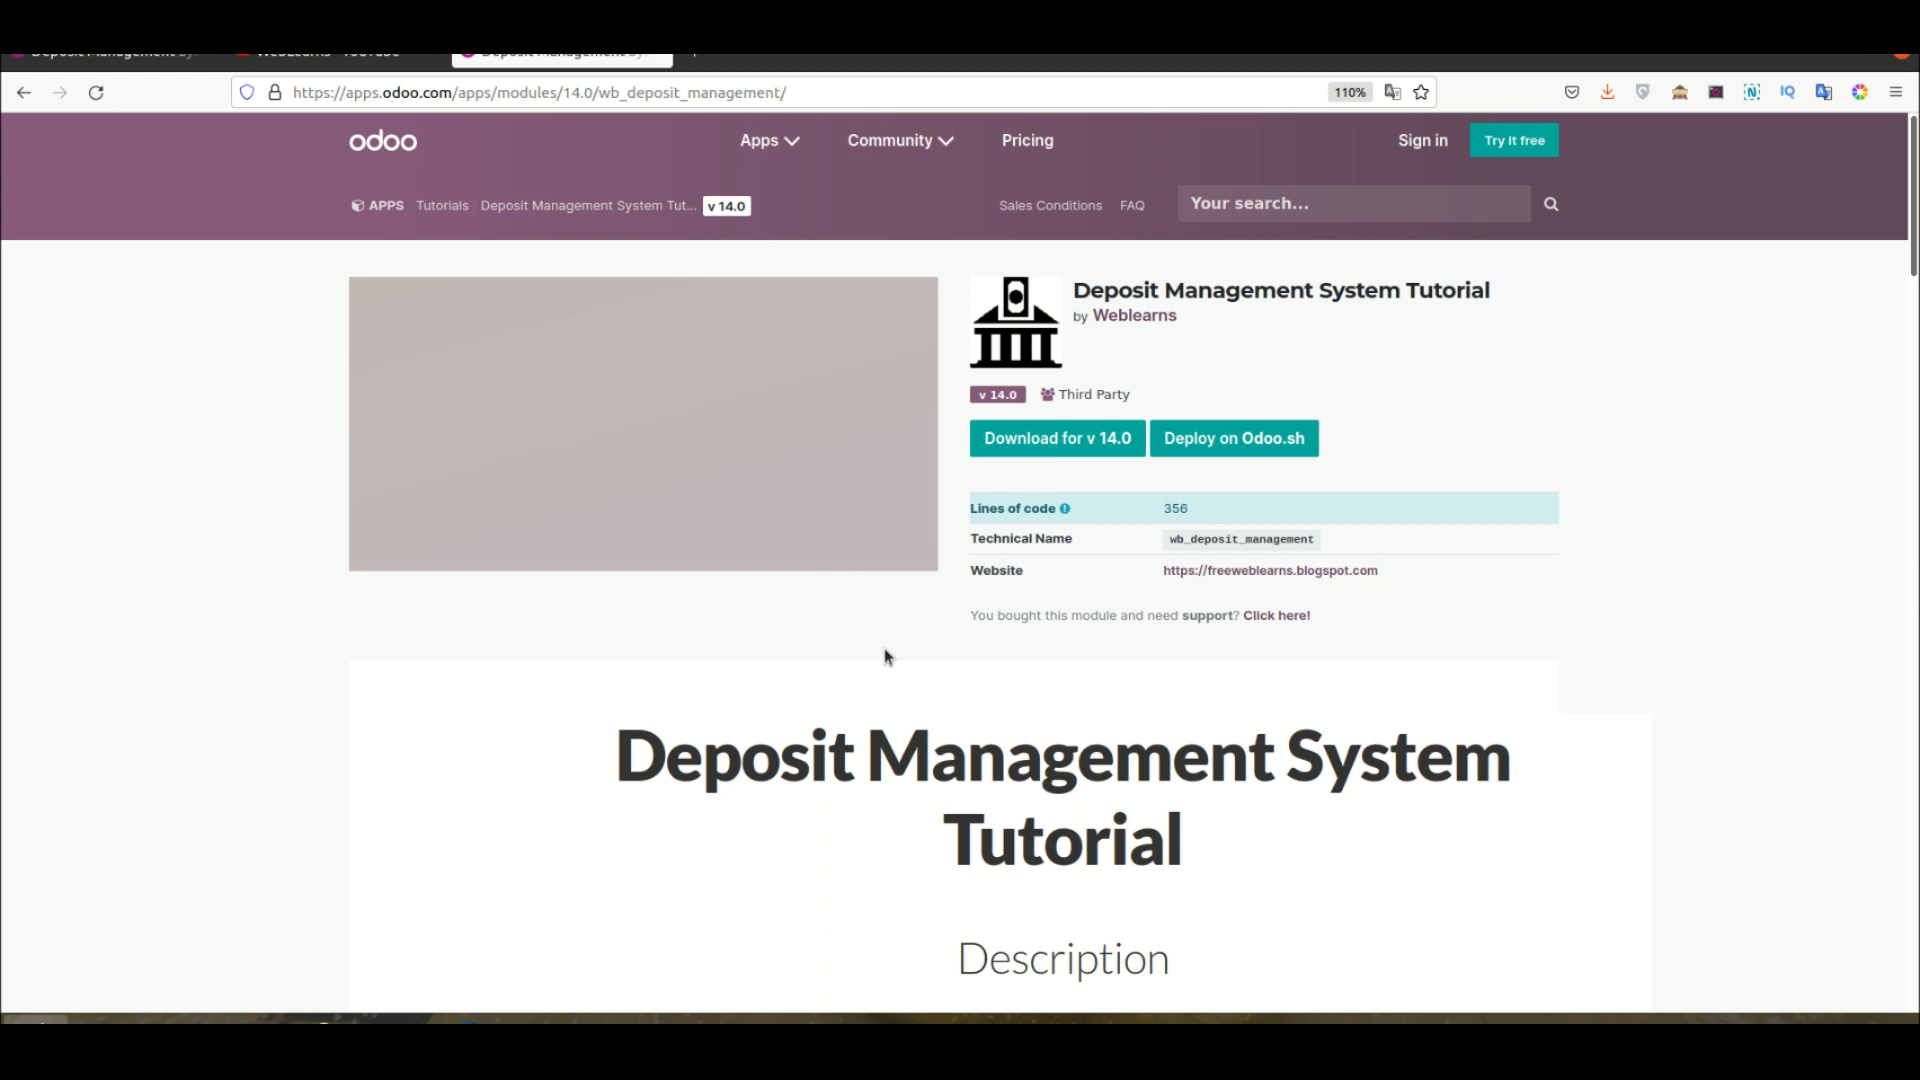 https://apps.odoo.com/apps/modules/14.0/wb_deposit_management/
110%
IQ
odoo
Apps
Community
Pricing
Sign in
Try it free
APPS
Tutorials
Deposit Management System Tut...
v 14.0
Sales Conditions
FAQ
Your search...
Deposit Management System Tutorial
by Weblearns
v 14.0
Third Party
Download for v 14.0
Deploy on Odoo.sh
Lines of code
356
Technical Name
wb_deposit_management
Website
https://freeweblearns.blogspot.com
You bought this module and need support? Click here!
Deposit Management System
Tutorial
Description